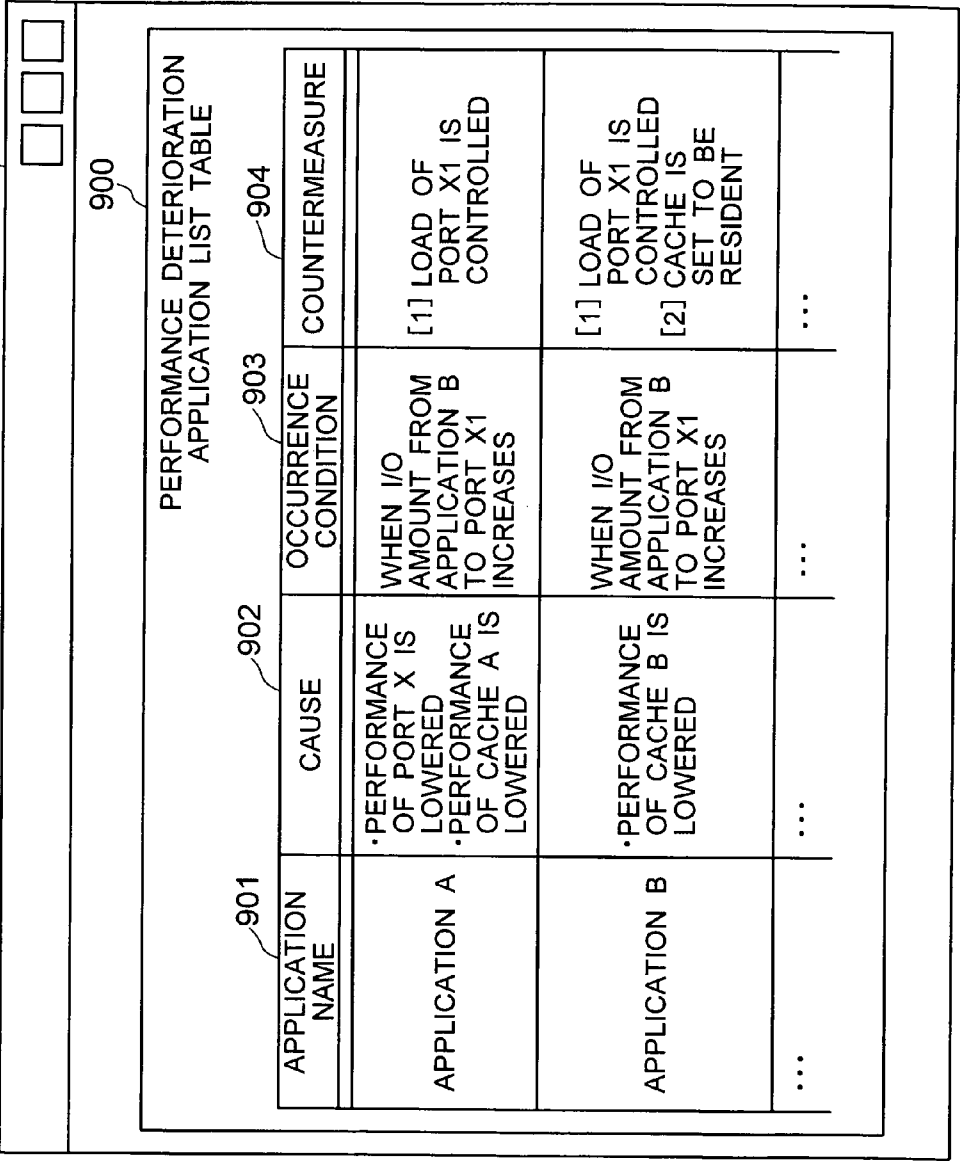 900
PERFORMANCE DETERIORATION
APPLICATION LIST TABLE
901
902
903
904
APPLICATION
NAME
CAUSE
OCCURRENCE
CONDITION
COUNTERMEASURE
APPLICATION A
·PERFORMANCE
OF PORT X IS
LOWERED
·PERFORMANCE
OF CACHE A IS
LOWERED
WHEN I/O
AMOUNT FROM
APPLICATION B
TO PORT X1
INCREASES
[1] LOAD OF
PORT X1 IS
CONTROLLED
APPLICATION B
·PERFORMANCE
OF CACHE B IS
LOWERED
WHEN I/O
AMOUNT FROM
APPLICATION B
TO PORT X1
INCREASES
[1] LOAD OF
PORT X1 IS
CONTROLLED
[2] CACHE IS
SET TO BE
RESIDENT
...
...
...
...